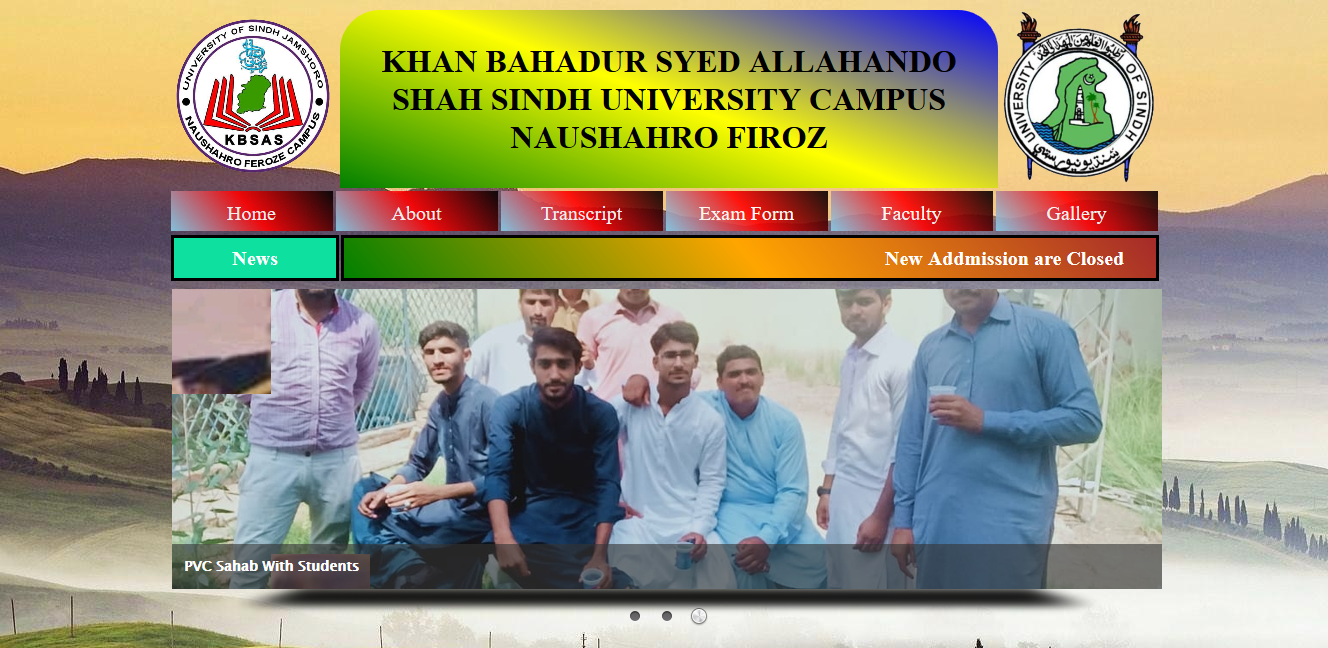 UNIVERSITY OF SINDH JAMSHORO
KBSAS
NAUSHAHRO FEROZE CAMPUS
KHAN BAHADUR SYED ALLAHANDO
SHAH SINDH UNIVERSITY CAMPUS
NAUSHAHRO FIROZ
UNIVERSITY OF SINDH
Home
About
Transcript
Exam Form
Faculty
Gallery
News
New Addmission are Closed
PVC Sahab With Students